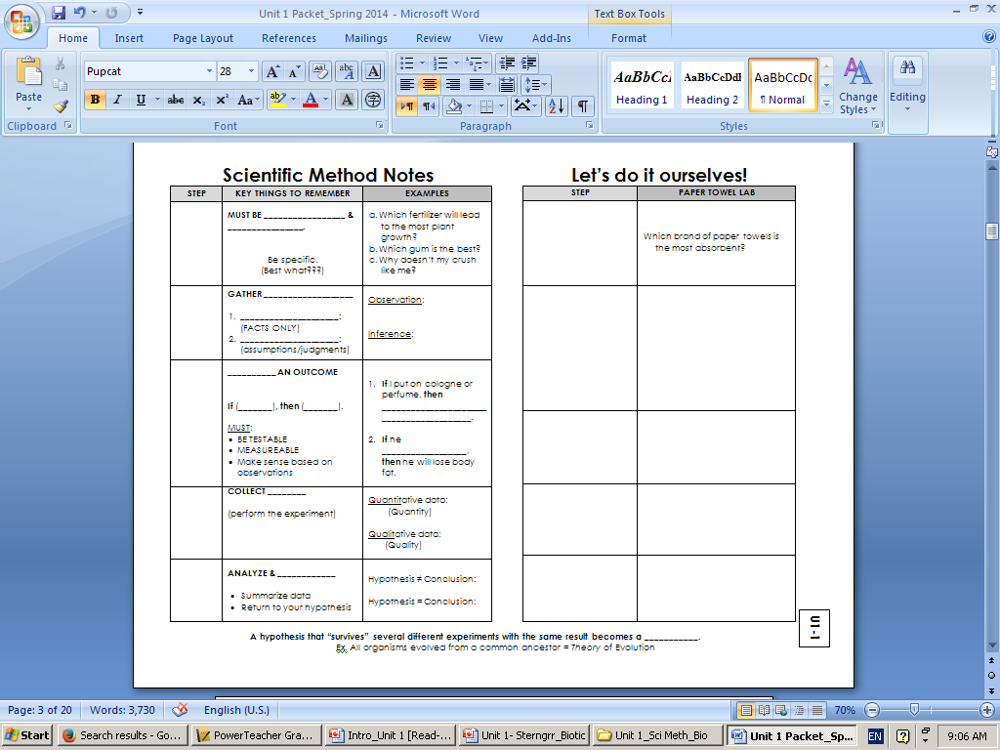 Unit 1 Packet_Spring 2014 - Microsoft Word
Text Box Tools
Home Insert Page Layout References Mailings Review View Add-Ins Format
Pupcat 28
Paste
Clipboard
Font
Paragraph
AaBbCcI AaBbCcDdI AaBbCcDc
Heading 1 Heading 2 ¶ Normal
Change Styles
Styles
Editing
Scientific Method Notes
STEP KEY THINGS TO REMEMBER EXAMPLES
MUST BE _________________ &
________________.
Be specific.
(Best what???)
a. Which fertilizer will lead
to the most plant
growth?
b. Which gum is the best?
c. Why doesn't my crush
like me?
GATHER ___________________
1. _____________________:
(FACTS ONLY)
2. _____________________:
(assumptions/judgments)
Observation:
Inference:
__________ AN OUTCOME
If (_______), then (_______).
MUST:
• BE TESTABLE
• MEASUREABLE
• Make sense based on
observations
1. If I put on cologne or
perfume, then
______________________
___________________.
2. If he
__________________,
then he will lose body
fat.
COLLECT ________
(perform the experiment)
Quantitative data:
(Quantity)
Qualitative data:
(Quality)
ANALYZE & ____________
• Summarize data
• Return to your hypothesis
Hypothesis ≠ Conclusion:
Hypothesis = Conclusion:
Let's do it ourselves!
STEP PAPER TOWEL LAB
Which brand of paper towels is
the most absorbent?
U1-1
A hypothesis that "survives" several different experiments with the same result becomes a ___________.
Ex. All organisms evolved from a common ancestor = Theory of Evolution
Page: 3 of 20 Words: 3,730 English (U.S.) 70%
Start Search results - Go... PowerTeacher Gra... Intro_Unit 1 [Read-... Unit 1- Sterngrr_Biotic Unit 1_Sci Meth_Bio Unit 1 Packet_Sp... EN 9:06 AM